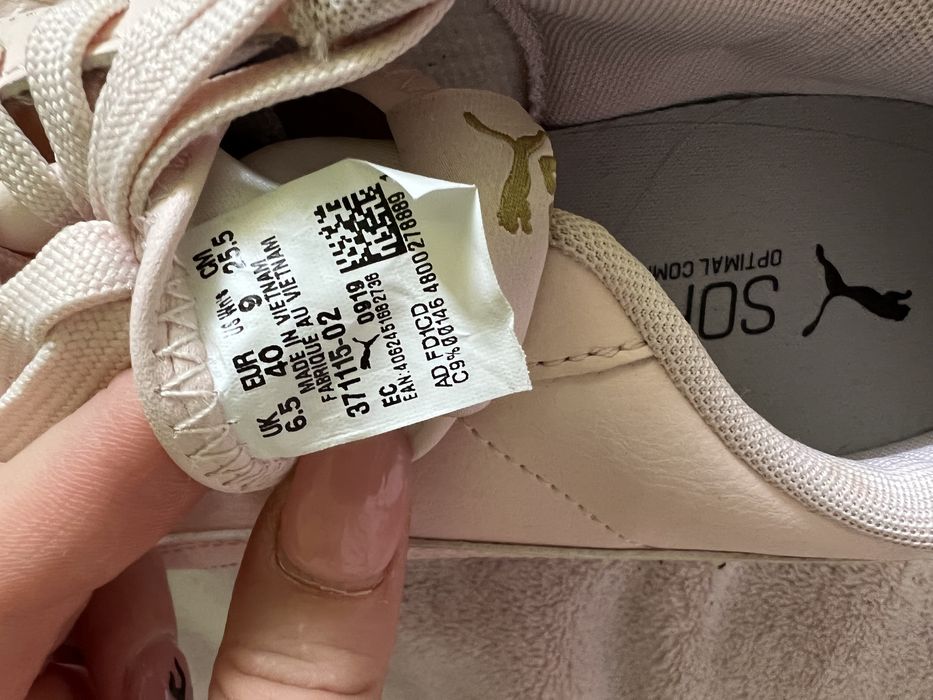 UK EUR US Wn's CM
6.5 40 9 25.5
MADE IN VIETNAM
FABRIQUE AU VIETNAM
371115-02
EC 0919
EAN:4062451682736
AD FD1CD
C9% 00146 4800278889
SOF
OPTIMAL COM